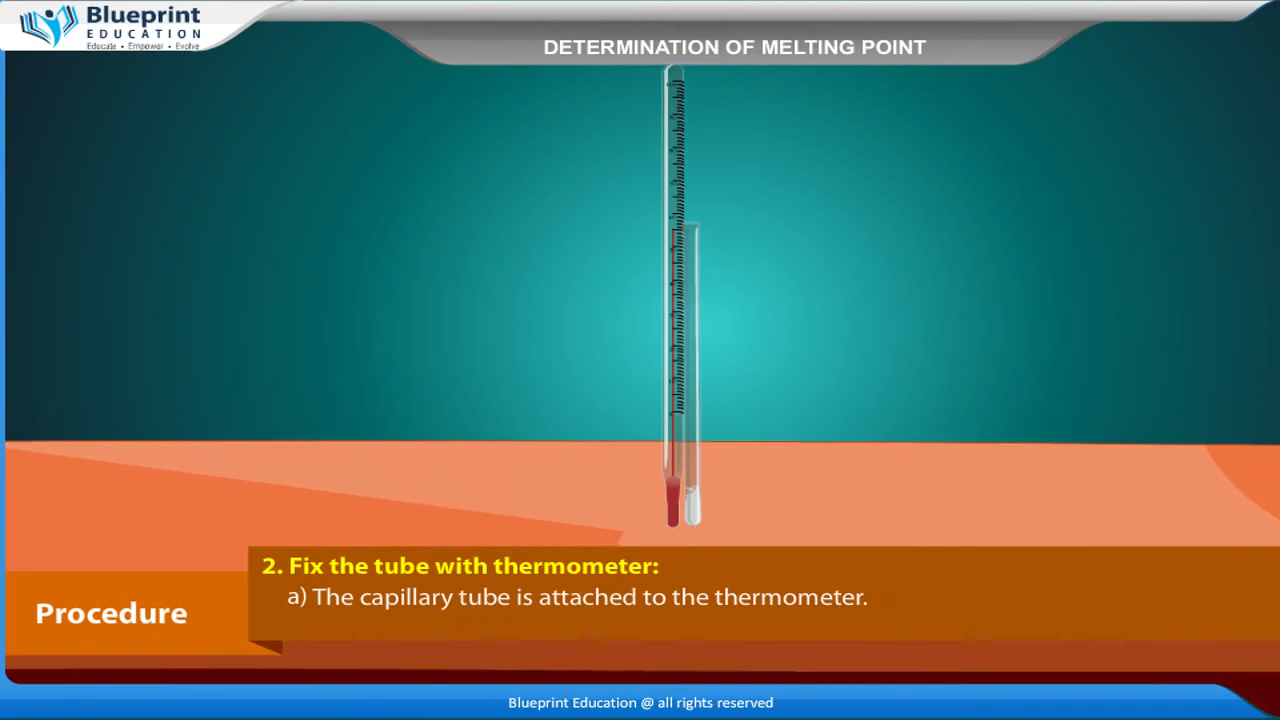 Blueprint
EDUCATION
Educate • Empower • Evolve
DETERMINATION OF MELTING POINT
2. Fix the tube with thermometer:
a) The capillary tube is attached to the thermometer.
Procedure
Blueprint Education @ all rights reserved